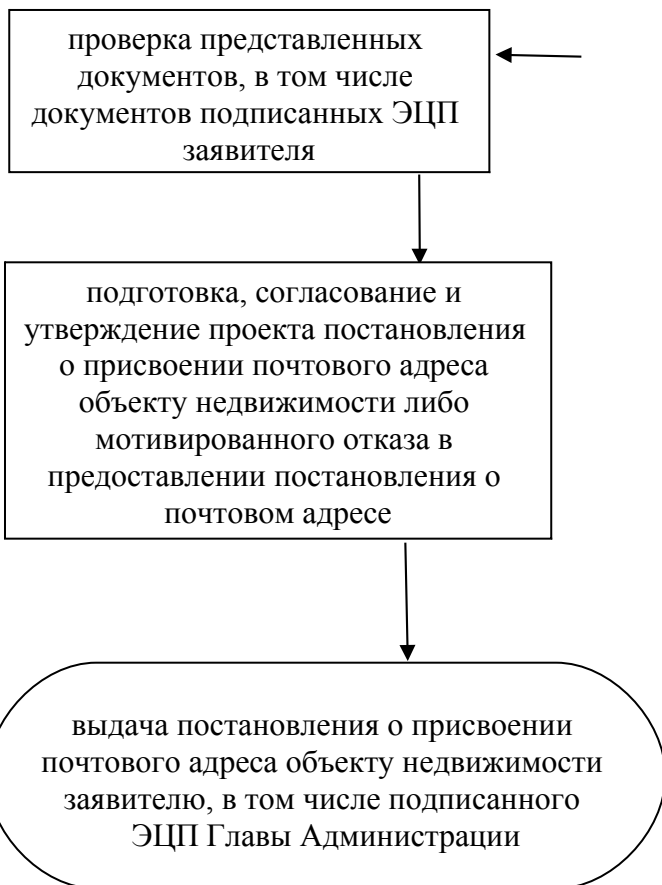 проверка представленных
документов, в том числе
документов подписанных ЭЦП
заявителя
подготовка, согласование и
утверждение проекта постановления
о присвоении почтового адреса
объекту недвижимости либо
мотивированного отказа в
предоставлении постановления о
почтовом адресе
выдача постановления о присвоении
почтового адреса объекту недвижимости
заявителю, в том числе подписанного
ЭЦП Главы Администрации